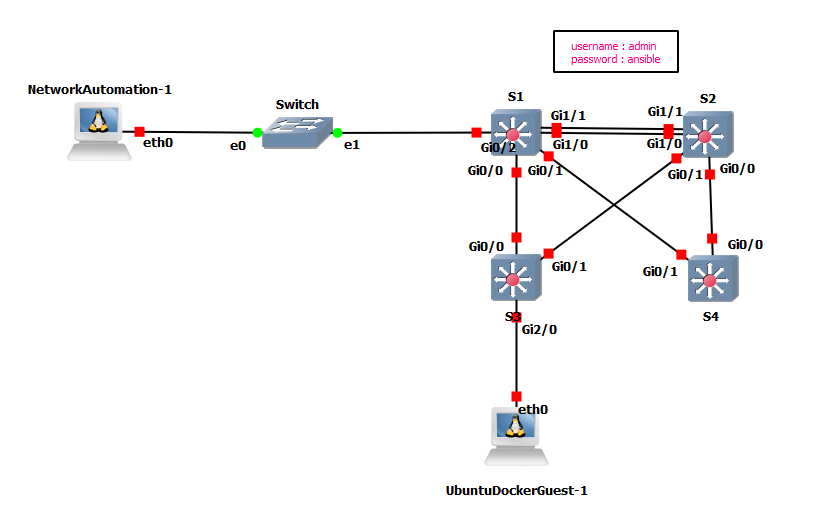 username : admin
password : ansible
NetworkAutomation-1
Switch
S1
S2
eth0
e0
e1
Gi0/2
Gi1/1
Gi1/0
Gi1/1
Gi1/0
Gi0/0
Gi0/1
Gi0/1
Gi0/0
Gi0/0
Gi0/1
Gi0/1
Gi0/0
S3
S4
Gi2/0
eth0
UbuntuDockerGuest-1